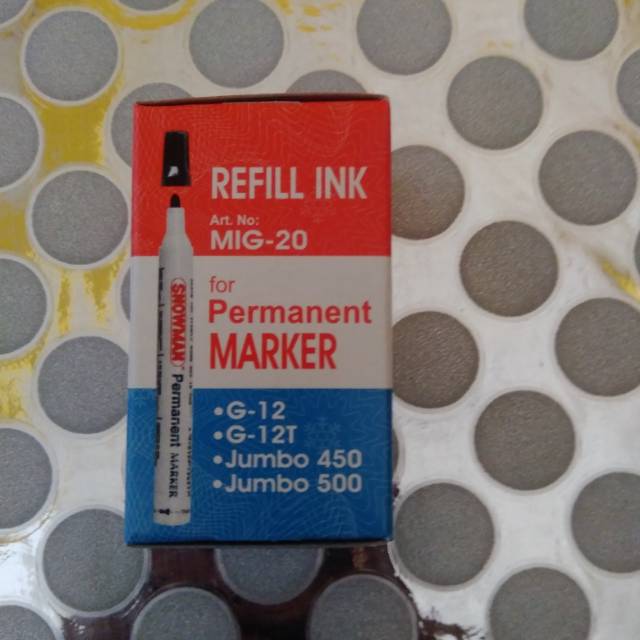 REFILL INK
Art. No:
MIG-20
for
Permanent
MARKER
•G-12
•G-12T
•Jumbo 450
•Jumbo 500
SNOWMAN
Permanent MARKER